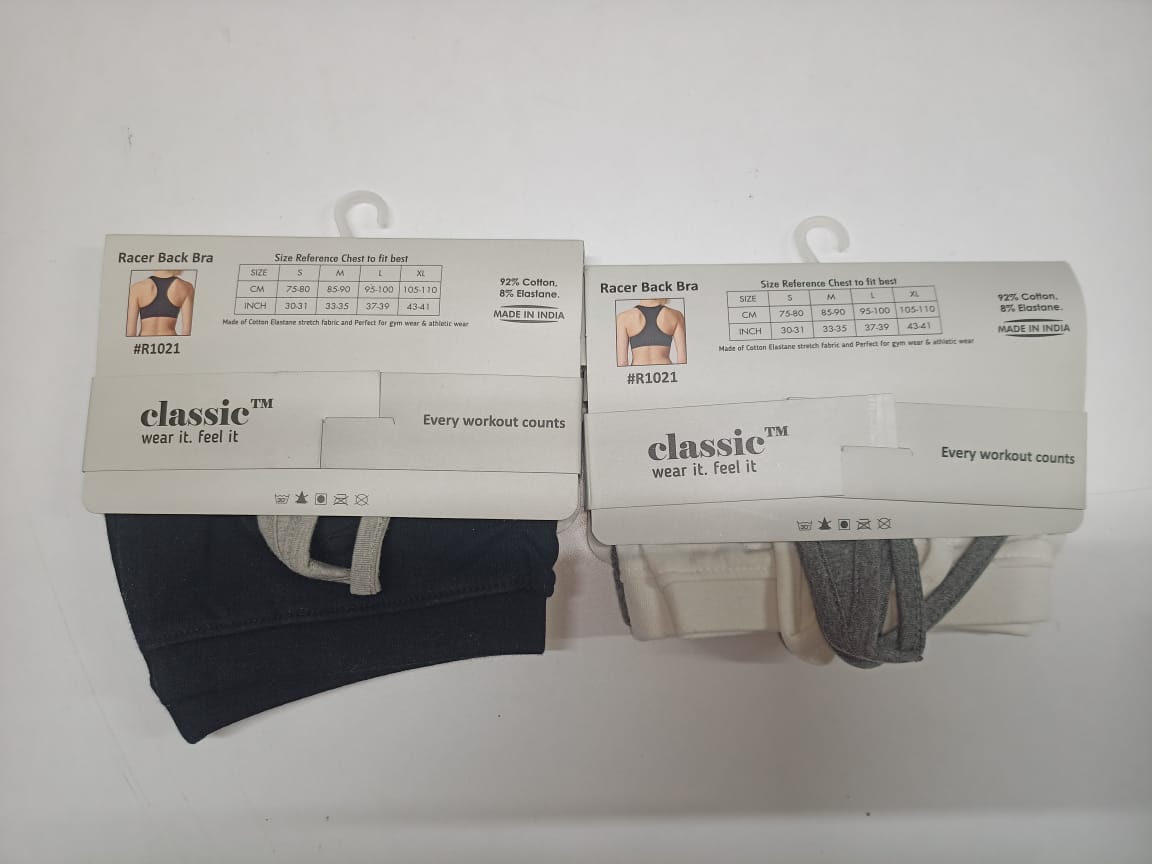 Racer Back Bra
Size Reference Chest to fit best
SIZE S M L XL
CM 75-80 85-90 95-100 105-110
INCH 30-31 33-35 37-39 43-41
92% Cotton,
8% Elastane.
MADE IN INDIA
Made of Cotton Elastane stretch fabric and Perfect for gym wear & athletic wear
#R1021
classic™
wear it. feel it
Every workout counts
30°
Racer Back Bra
Size Reference Chest to fit best
SIZE S M L XL
CM 75-80 85-90 95-100 105-110
INCH 30-31 33-35 37-39 43-41
92% Cotton,
8% Elastane.
MADE IN INDIA
Made of Cotton Elastane stretch fabric and Perfect for gym wear & athletic wear
#R1021
classic™
wear it. feel it
Every workout counts
30°